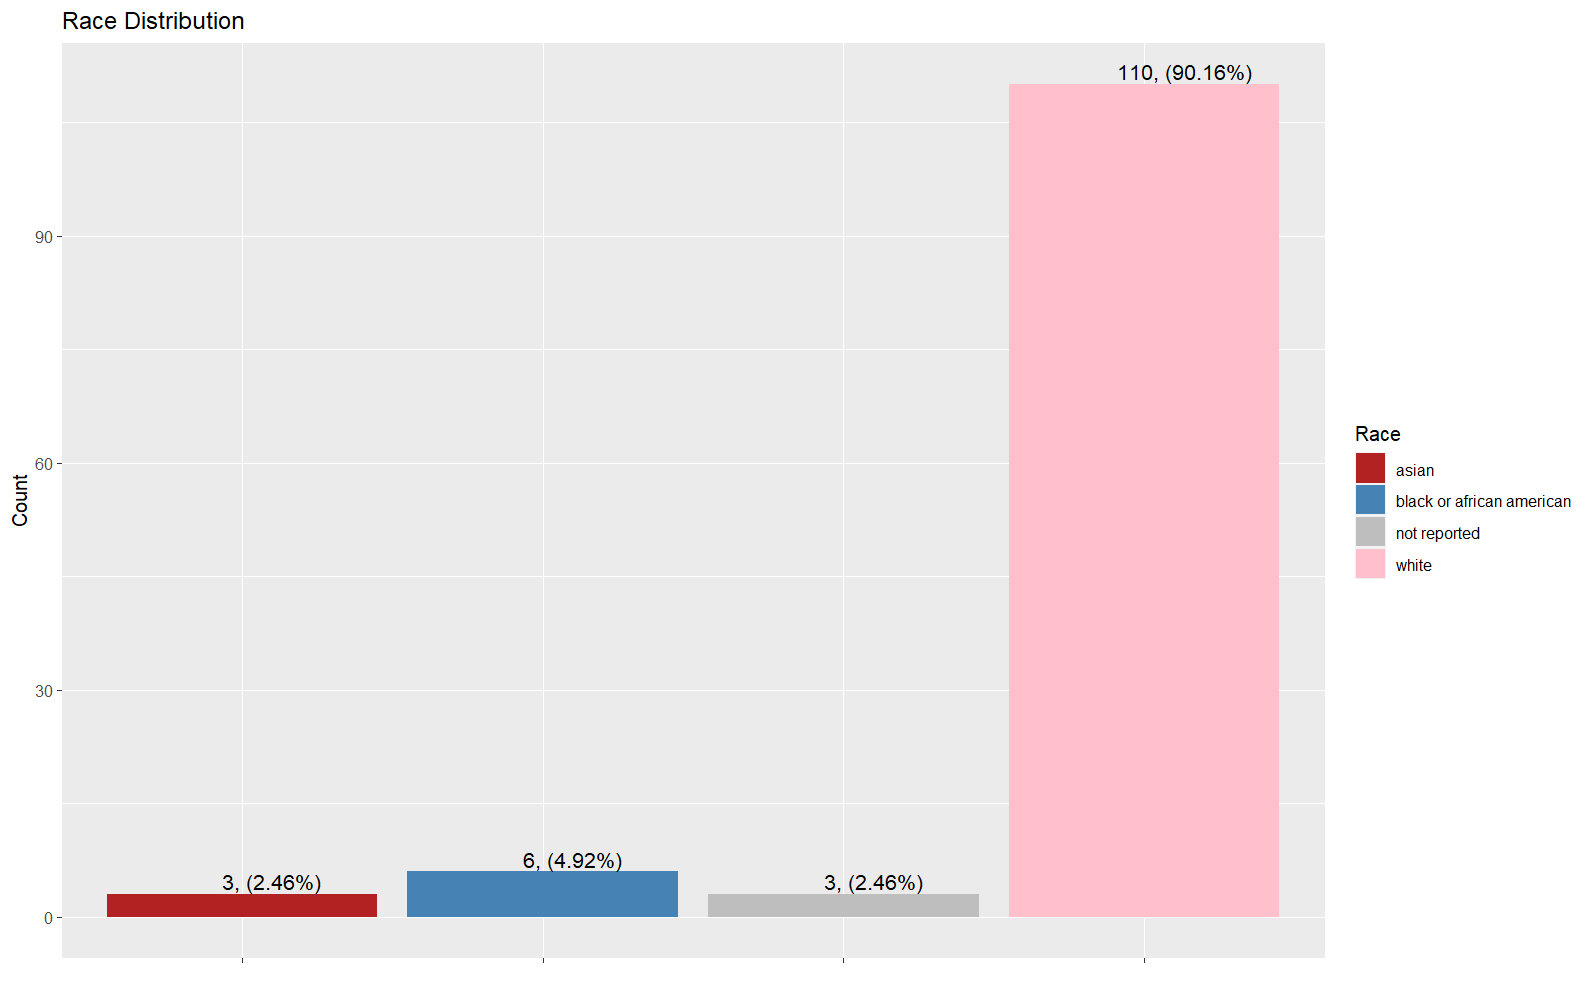 Race Distribution
110, (90.16%)
90
60
30
0
Count
6, (4.92%)
3, (2.46%)
3, (2.46%)
Race
asian
black or african american
not reported
white